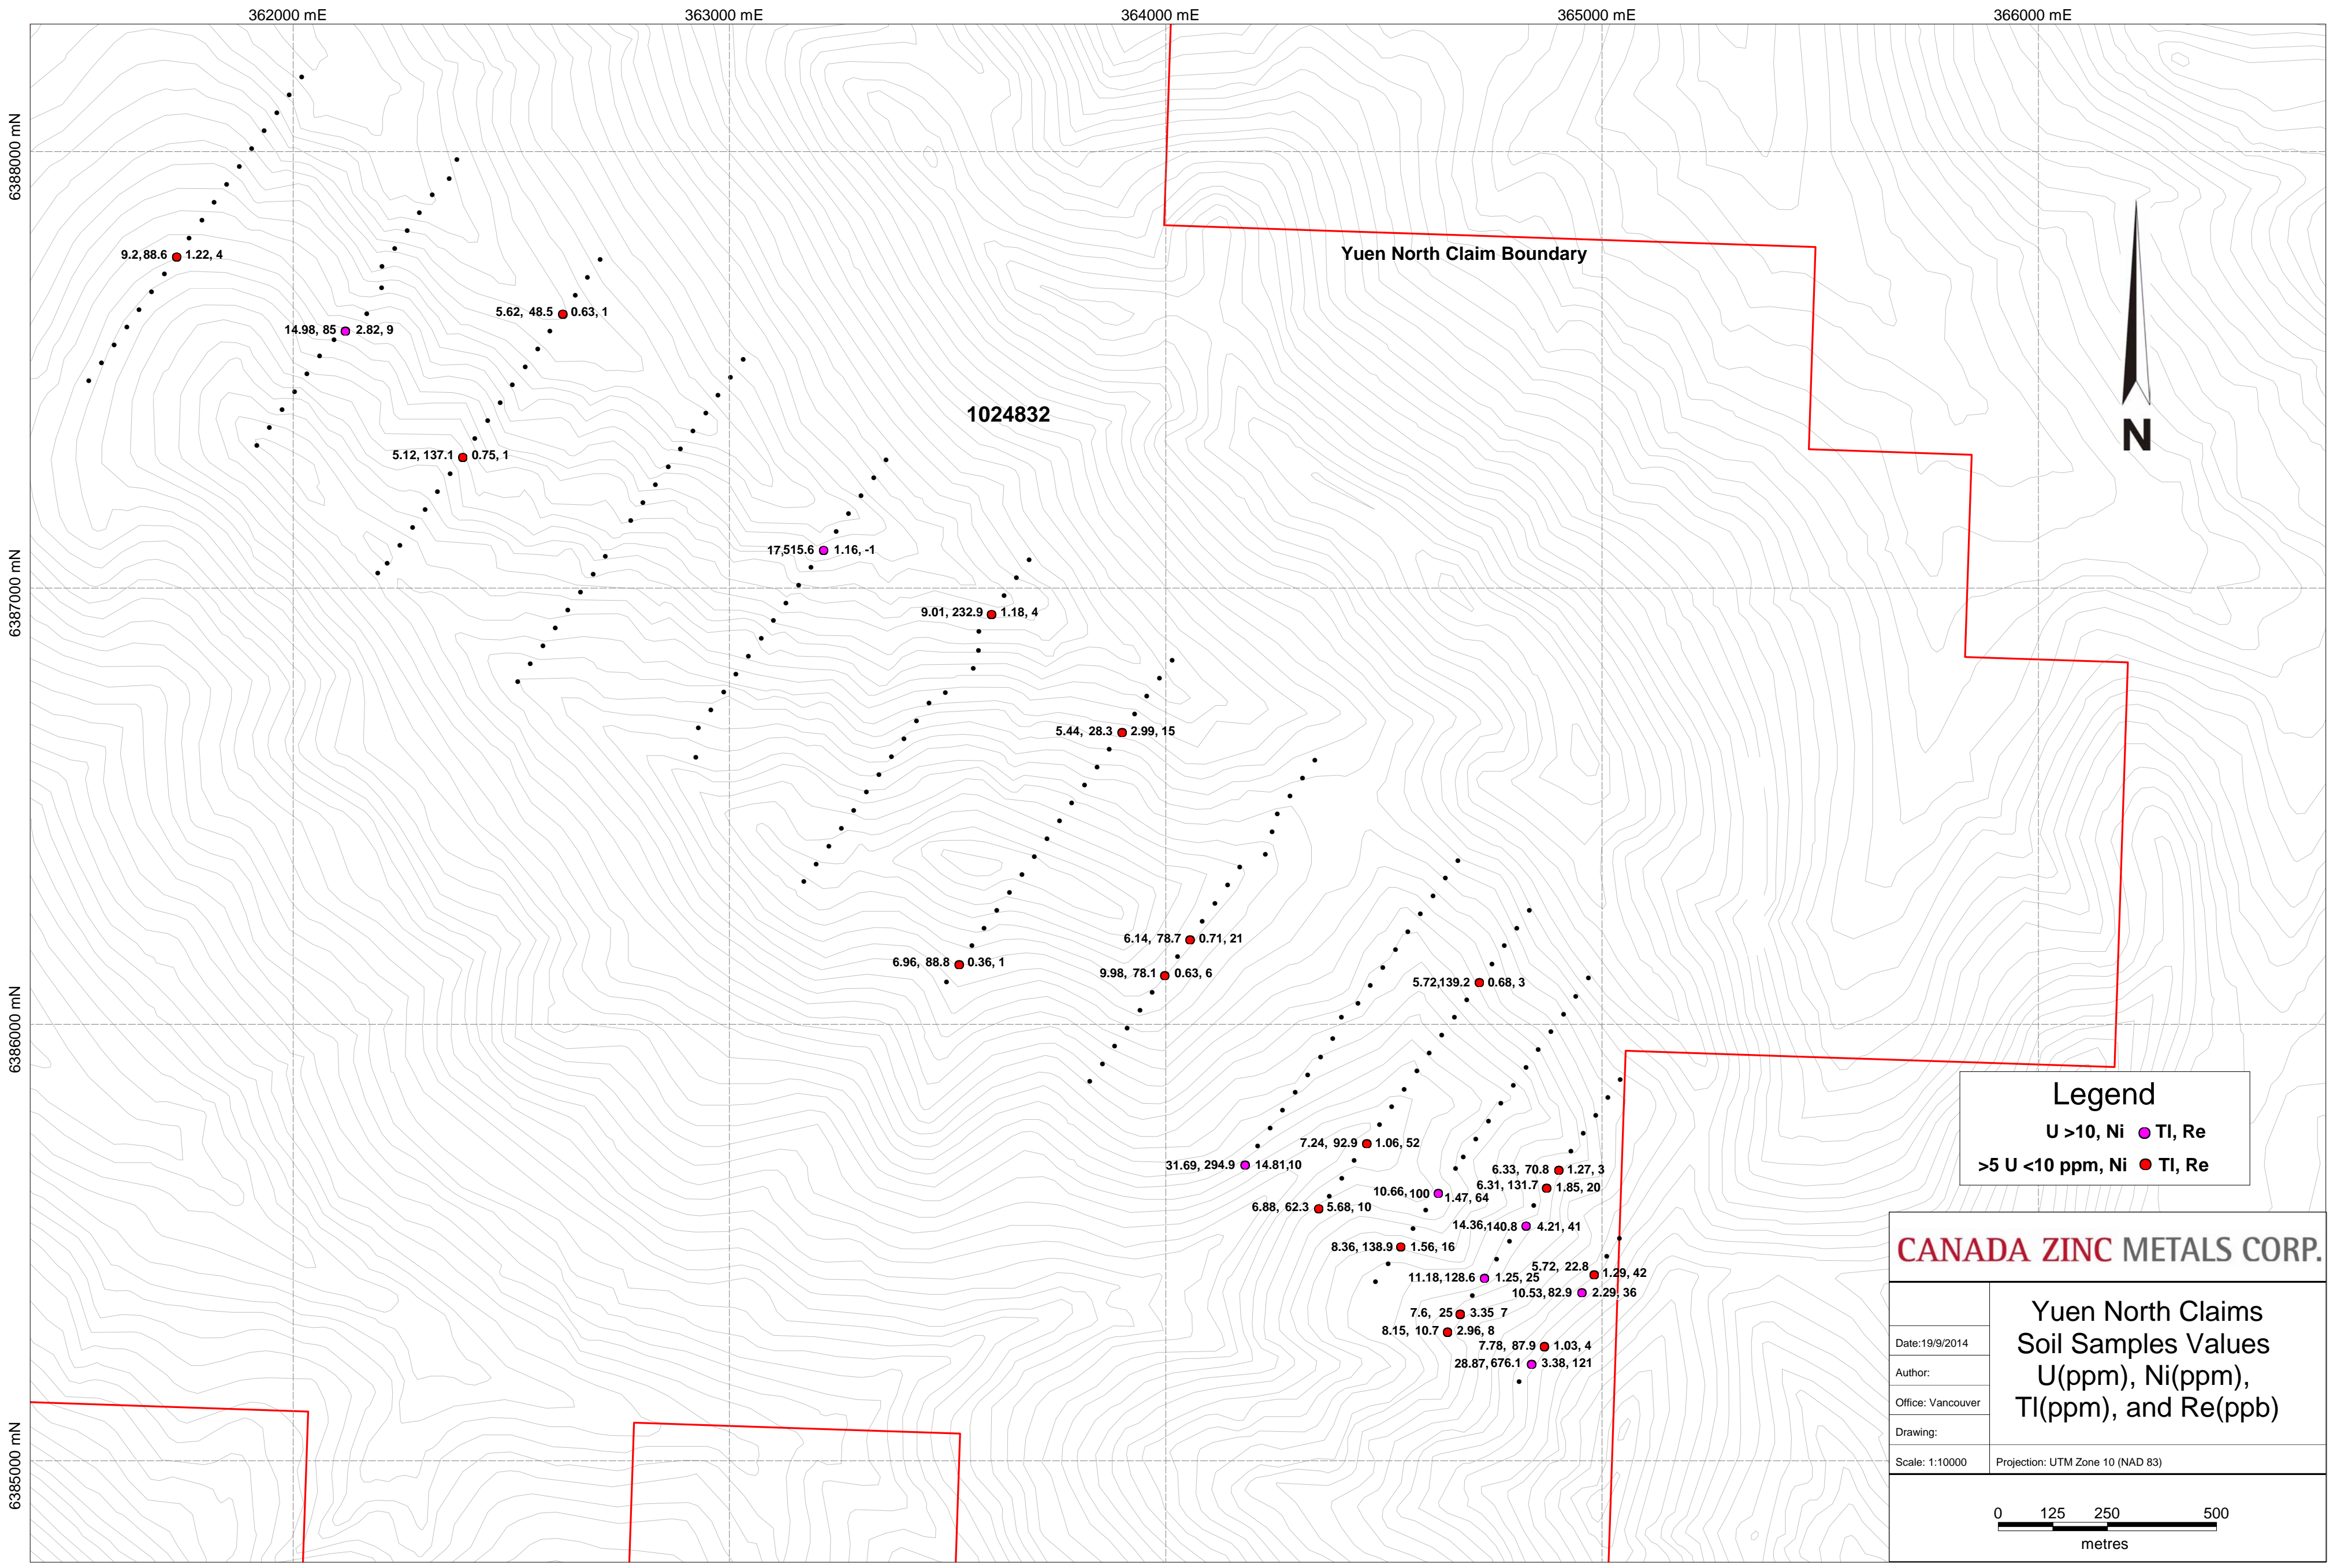 362000 mE
363000 mE
364000 mE
365000 mE
366000 mE
6388000 mN
6387000 mN
6386000 mN
6385000 mN
Yuen North Claim Boundary
9.2,88.6 1.22, 4
5.62, 48.5 0.63, 1
14.98, 85 2.82, 9
1024832
N
5.12, 137.1 0.75, 1
17,515.6 1.16, -1
9.01, 232.9 1.18, 4
5.44, 28.3 2.99, 15
6.14, 78.7 0.71, 21
6.96, 88.8 0.36, 1
9.98, 78.1 0.63, 6
5.72,139.2 0.68, 3
7.24, 92.9 1.06, 52
31.69, 294.9 14.81,10
6.33, 70.8 1.27, 3
6.31, 131.7 1.85, 20
10.66, 100 1.47, 64
6.88, 62.3 5.68, 10
14.36,140.8 4.21, 41
8.36, 138.9 1.56, 16
5.72, 22.8 1.29, 42
11.18,128.6 1.25, 25
10.53,82.9 2.29, 36
7.6, 25 3.35 7
8.15, 10.7 2.96, 8
7.78, 87.9 1.03, 4
28.87,676.1 3.38, 121
Legend
U >10, Ni Tl, Re
>5 U <10 ppm, Ni Tl, Re
CANADA ZINC METALS CORP.
Yuen North Claims
Soil Samples Values
U(ppm), Ni(ppm),
Tl(ppm), and Re(ppb)
Date:19/9/2014
Author:
Office: Vancouver
Drawing:
Scale: 1:10000
Projection: UTM Zone 10 (NAD 83)
0 125 250 500
metres